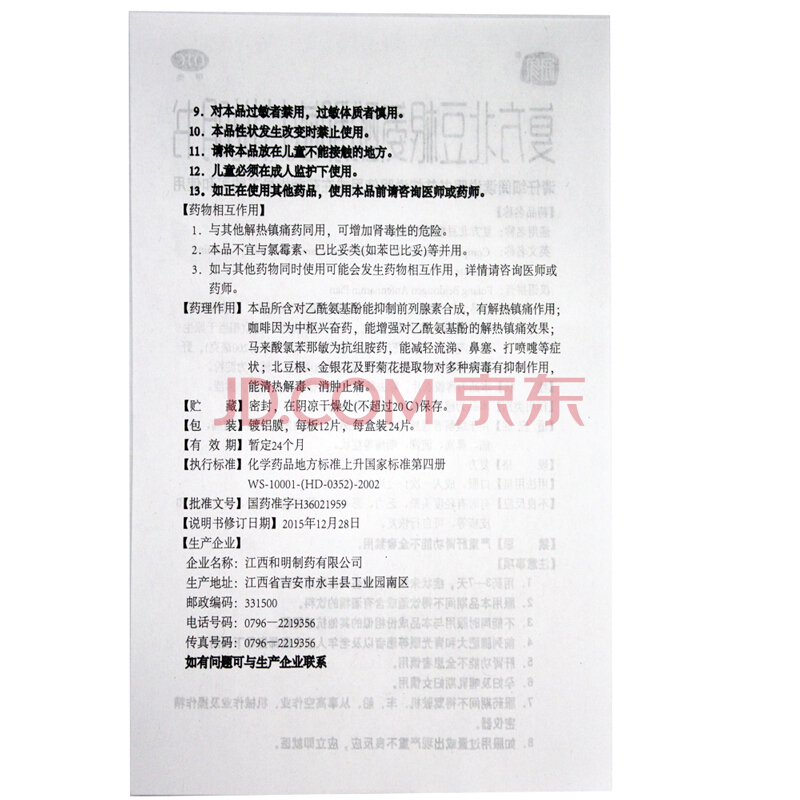 9．对本品过敏者禁用，过敏体质者慎用。
10．本品性状发生改变时禁止使用。
11．请将本品放在儿童不能接触的地方。
12．儿童必须在成人监护下使用。
13．如正在使用其他药品，使用本品前请咨询医师或药师。
【药物相互作用】
1．与其他解热镇痛药同用，可增加肾毒性的危险。
2．本品不宜与氯霉素、巴比妥类(如苯巴比妥)等并用。
3．如与其他药物同时使用可能会发生药物相互作用，详情请咨询医师或
药师。
【药理作用】本品所含对乙酰氨基酚能抑制前列腺素合成，有解热镇痛作用；
咖啡因为中枢兴奋药，能增强对乙酰氨基酚的解热镇痛效果；
马来酸氯苯那敏为抗组胺药，能减轻流涕、鼻塞、打喷嚏等症
状；北豆根、金银花及野菊花提取物对多种病毒有抑制作用，
能清热解毒、消肿止痛。
JD.COM 京东
【贮 藏】密封，在阴凉干燥处(不超过20℃)保存。
【包 装】镀铝膜，每板12片，每盒装24片。
【有 效 期】暂定24个月
【执行标准】化学药品地方标准上升国家标准第四册
WS-10001-(HD-0352)-2002
【批准文号】国药准字H36021959
【说明书修订日期】2015年12月28日
【生产企业】
企业名称：江西和明制药有限公司
生产地址：江西省吉安市永丰县工业园南区
邮政编码：331500
电话号码：0796－2219356
传真号码：0796－2219356
如有问题可与生产企业联系